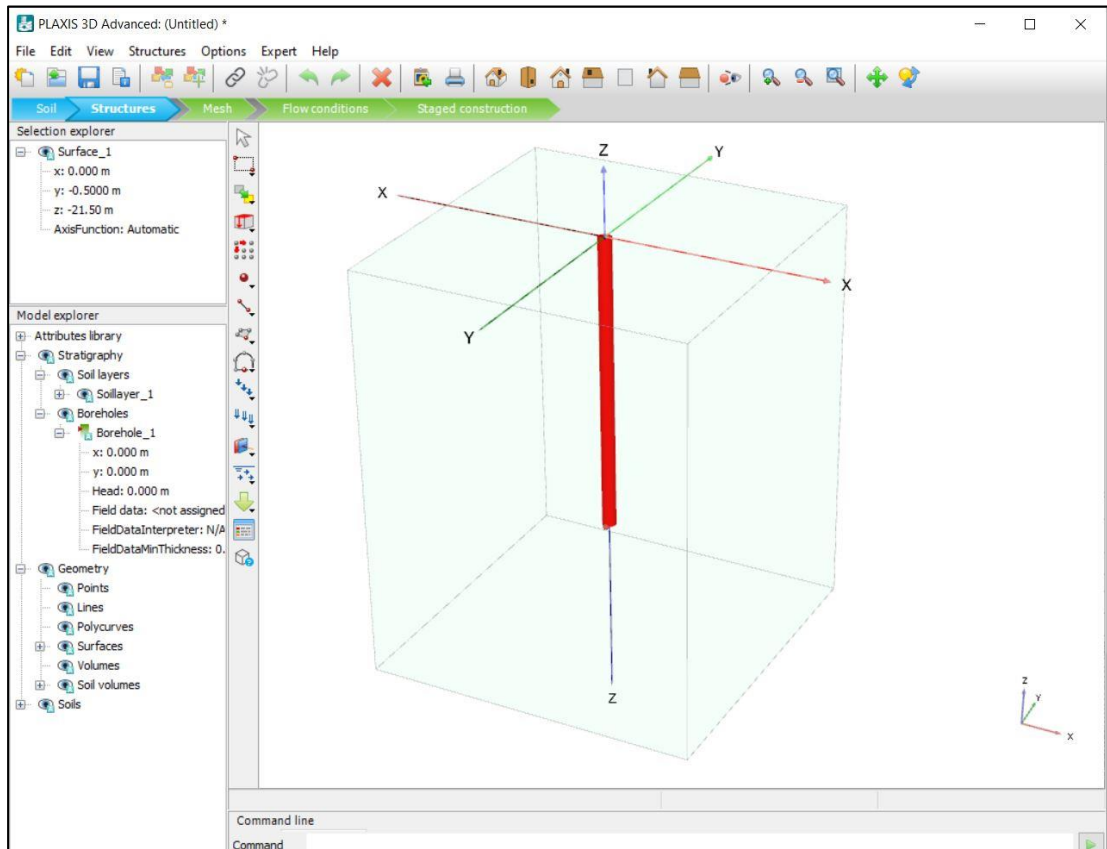 PLAXIS 3D Advanced: (Untitled) *
File Edit View Structures Options Expert Help
Soil Structures Mesh Flow conditions Staged construction
Selection explorer
Surface_1
x: 0.000 m
y: -0.5000 m
z: -21.50 m
AxisFunction: Automatic
Model explorer
Attributes library
Stratigraphy
Soil layers
Soillayer_1
Boreholes
Borehole_1
x: 0.000 m
y: 0.000 m
Head: 0.000 m
Field data: <not assigned
FieldDataInterpreter: N/A
FieldDataMinThickness: 0.
Geometry
Points
Lines
Polycurves
Surfaces
Volumes
Soil volumes
Soils
Z
Y
X
X
Y
Z
z
Y
x
Command line
Command